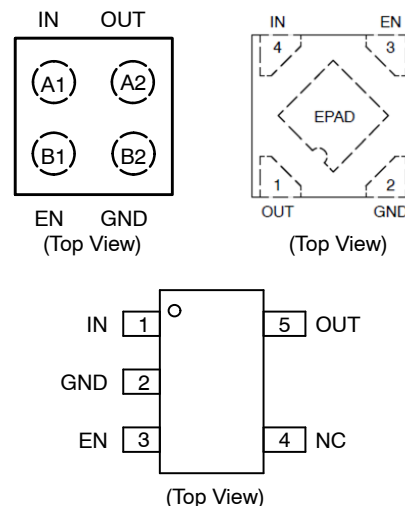 IN OUT
A1 A2
B1 B2
EN GND
(Top View)
IN EN
4 3
EPAD
1 2
OUT GND
(Top View)
IN 1 5 OUT
GND 2
EN 3 4 NC
(Top View)